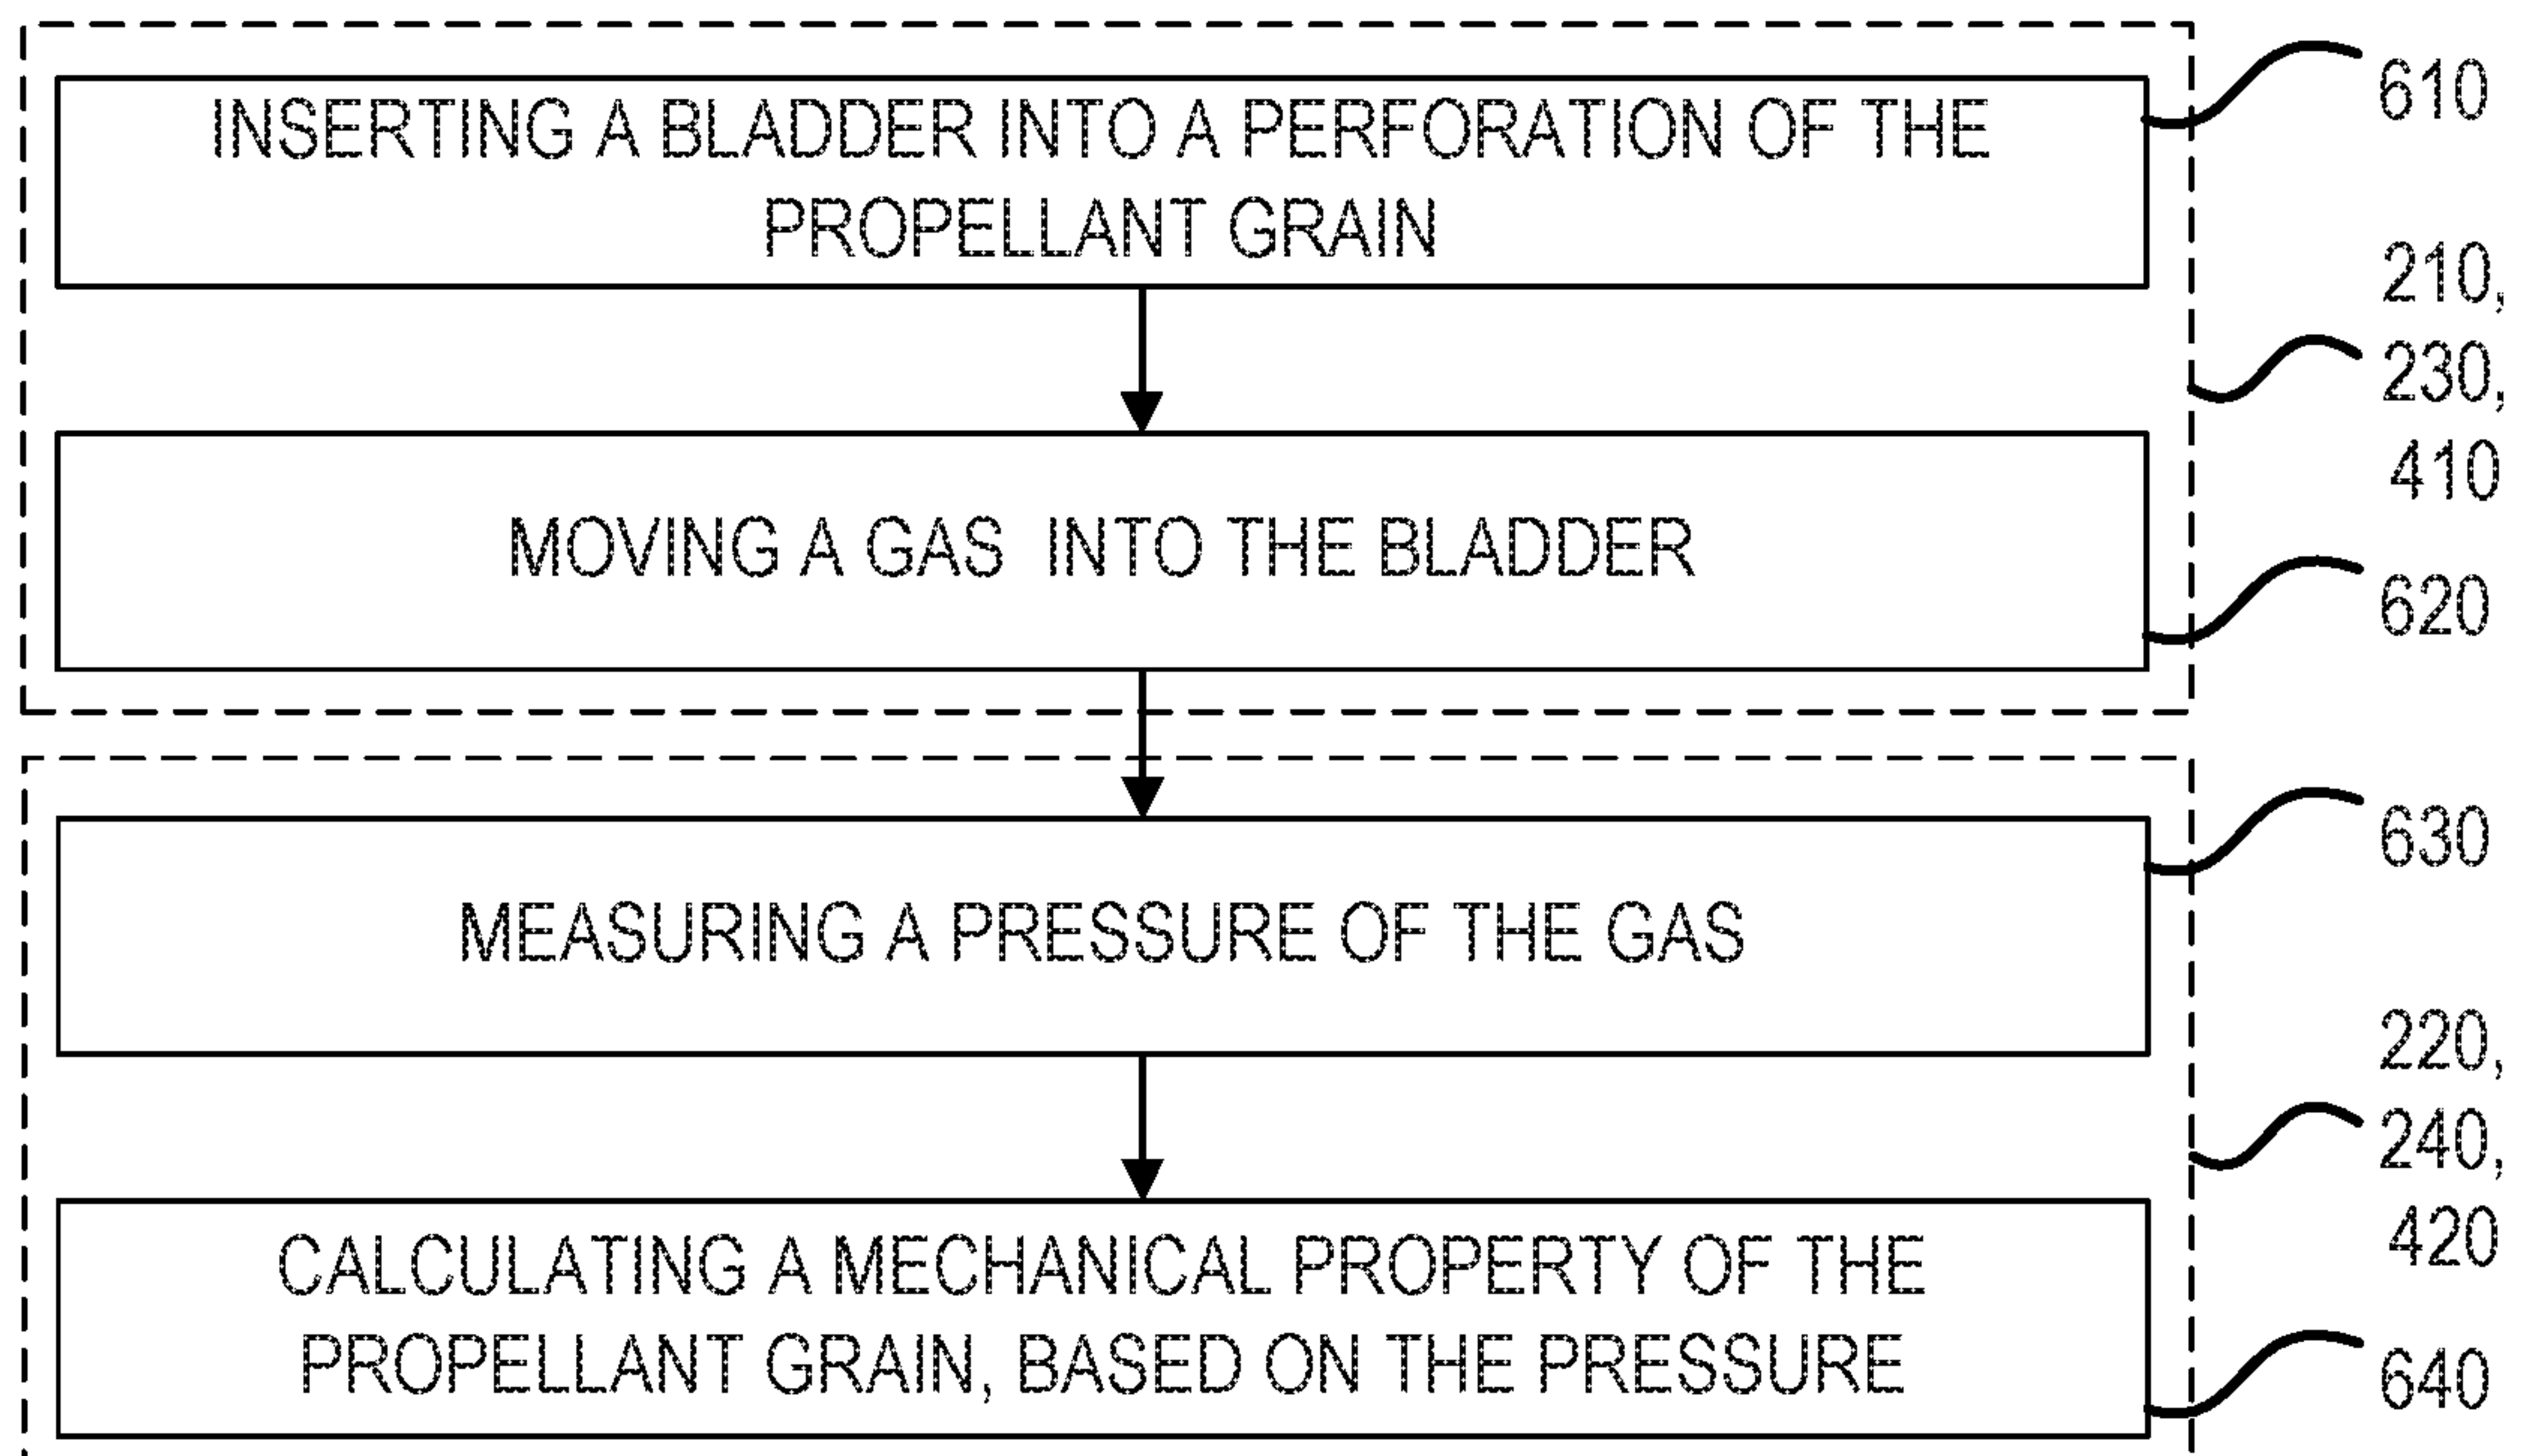 INSERTING A BLADDER INTO A PERFORATION OF THE
PROPELLANT GRAIN
610
210,
230,
410
MOVING A GAS INTO THE BLADDER
620
MEASURING A PRESSURE OF THE GAS
630
220,
240,
420
CALCULATING A MECHANICAL PROPERTY OF THE
PROPELLANT GRAIN, BASED ON THE PRESSURE
640